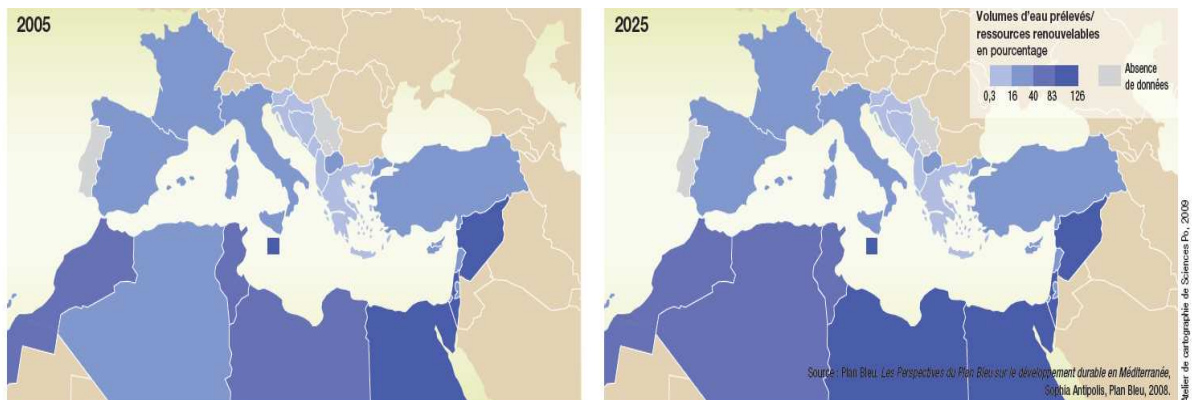 2005
2025
Volumes d'eau prélevés/
ressources renouvelables
en pourcentage
0,3 16 40 83 126
Absence
de données
Source : Plan Bleu, Les Perspectives du Plan Bleu sur le développement durable en Méditerranée,
Sophia Antipolis, Plan Bleu, 2008.
Atelier de cartographie de Sciences Po, 2009